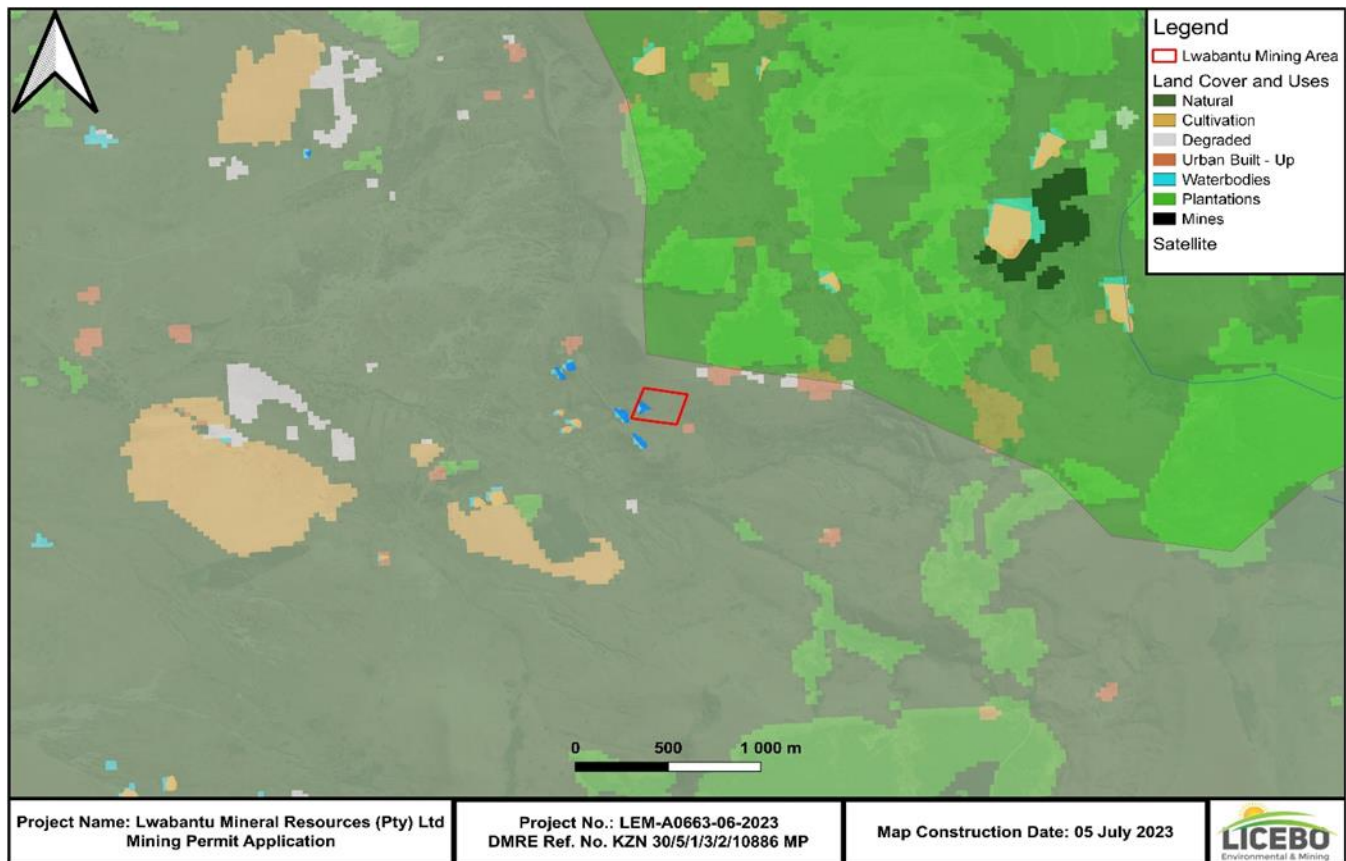 Legend
Lwabantu Mining Area
Land Cover and Uses
Natural
Cultivation
Degraded
Urban Built - Up
Waterbodies
Plantations
Mines
Satellite
0 500 1 000 m
Project Name: Lwabantu Mineral Resources (Pty) Ltd
Mining Permit Application
Project No.: LEM-A0663-06-2023
DMRE Ref. No. KZN 30/5/1/3/2/10886 MP
Map Construction Date: 05 July 2023
LICEBO
Environmental & Mining